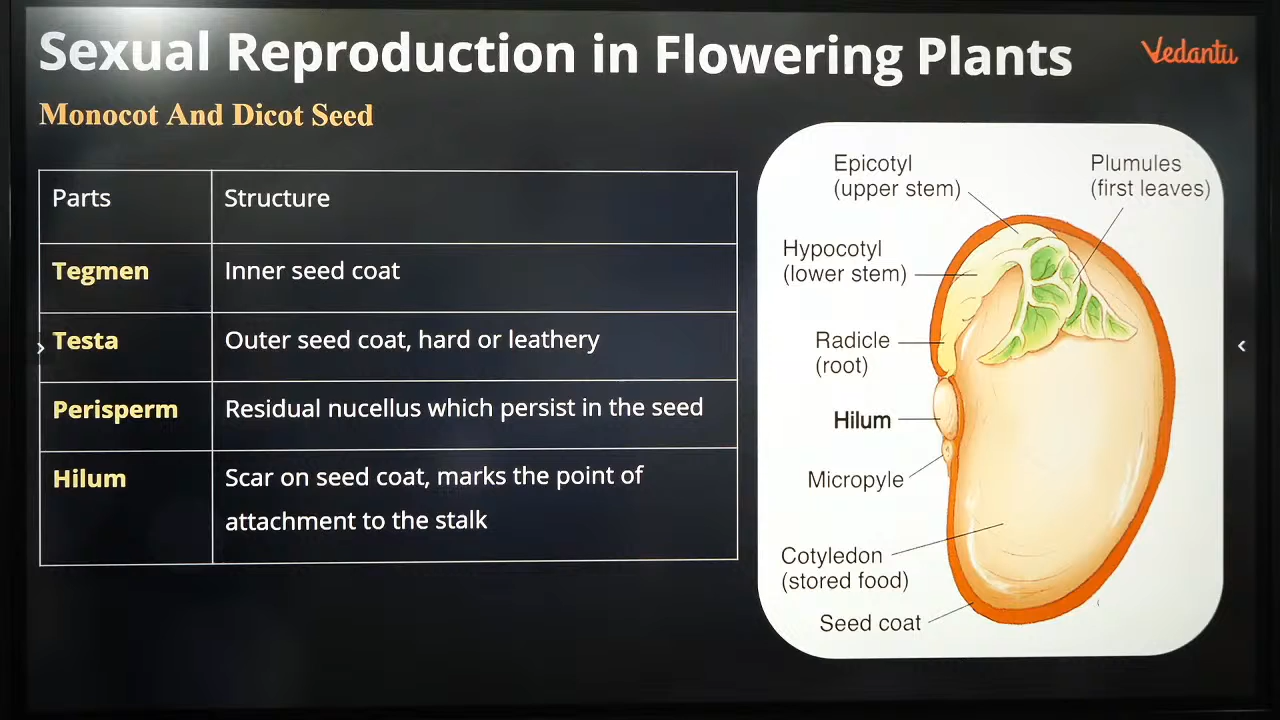 Sexual Reproduction in Flowering Plants
Vedantu
Monocot And Dicot Seed
Parts
Structure
Tegmen
Inner seed coat
Testa
Outer seed coat, hard or leathery
Perisperm
Residual nucellus which persist in the seed
Hilum
Scar on seed coat, marks the point of
attachment to the stalk
Epicotyl
(upper stem)
Plumules
(first leaves)
Hypocotyl
(lower stem)
Radicle
(root)
Hilum
Micropyle
Cotyledon
(stored food)
Seed coat